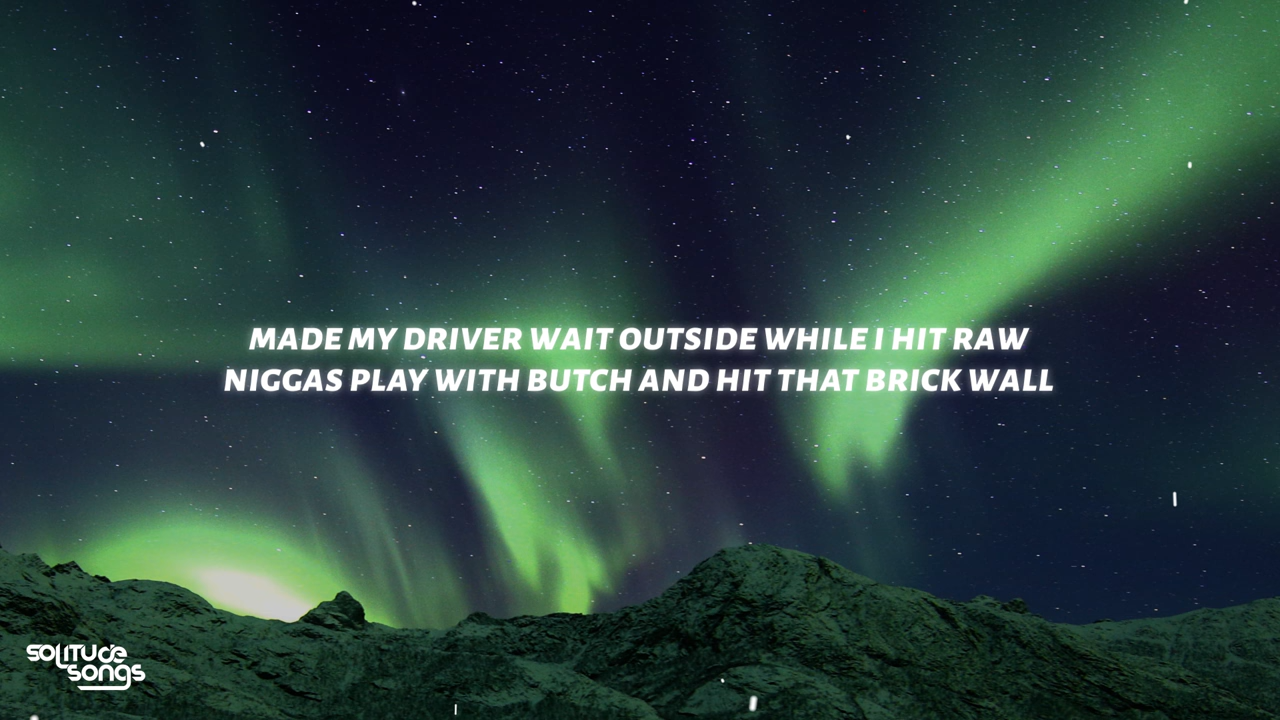 MADE MY DRIVER WAIT OUTSIDE WHILE I HIT RAW
NIGGAS PLAY WITH BUTCH AND HIT THAT BRICK WALL
SOLITUDE
SONGS